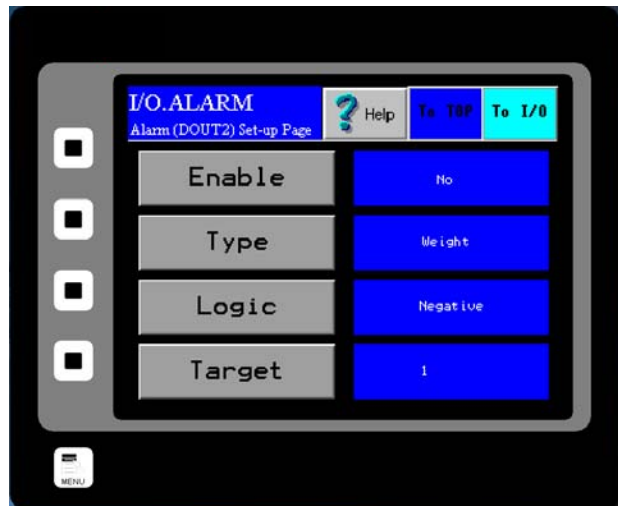 I/O.ALARM
Alarm (DOUT2) Set-up Page
Help
To TOP
To I/O
Enable
No
Type
Weight
Logic
Negative
Target
1
MENU